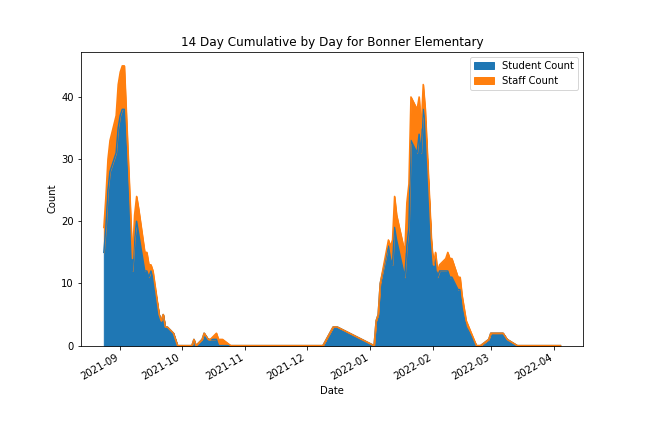 14 Day Cumulative by Day for Bonner Elementary
Student Count
Staff Count
40
30
20
10
0
Count
2021-09
2021-10
2021-11
2021-12
2022-01
2022-02
2022-03
2022-04
Date